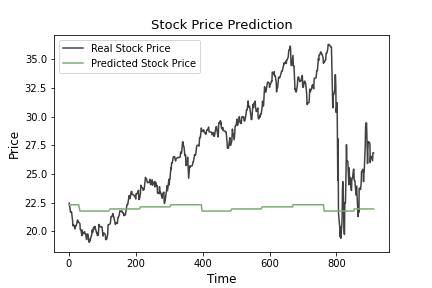 Stock Price Prediction
Real Stock Price
Predicted Stock Price
35.0
32.5
30.0
27.5
25.0
22.5
20.0
Price
0
200
400
600
800
Time